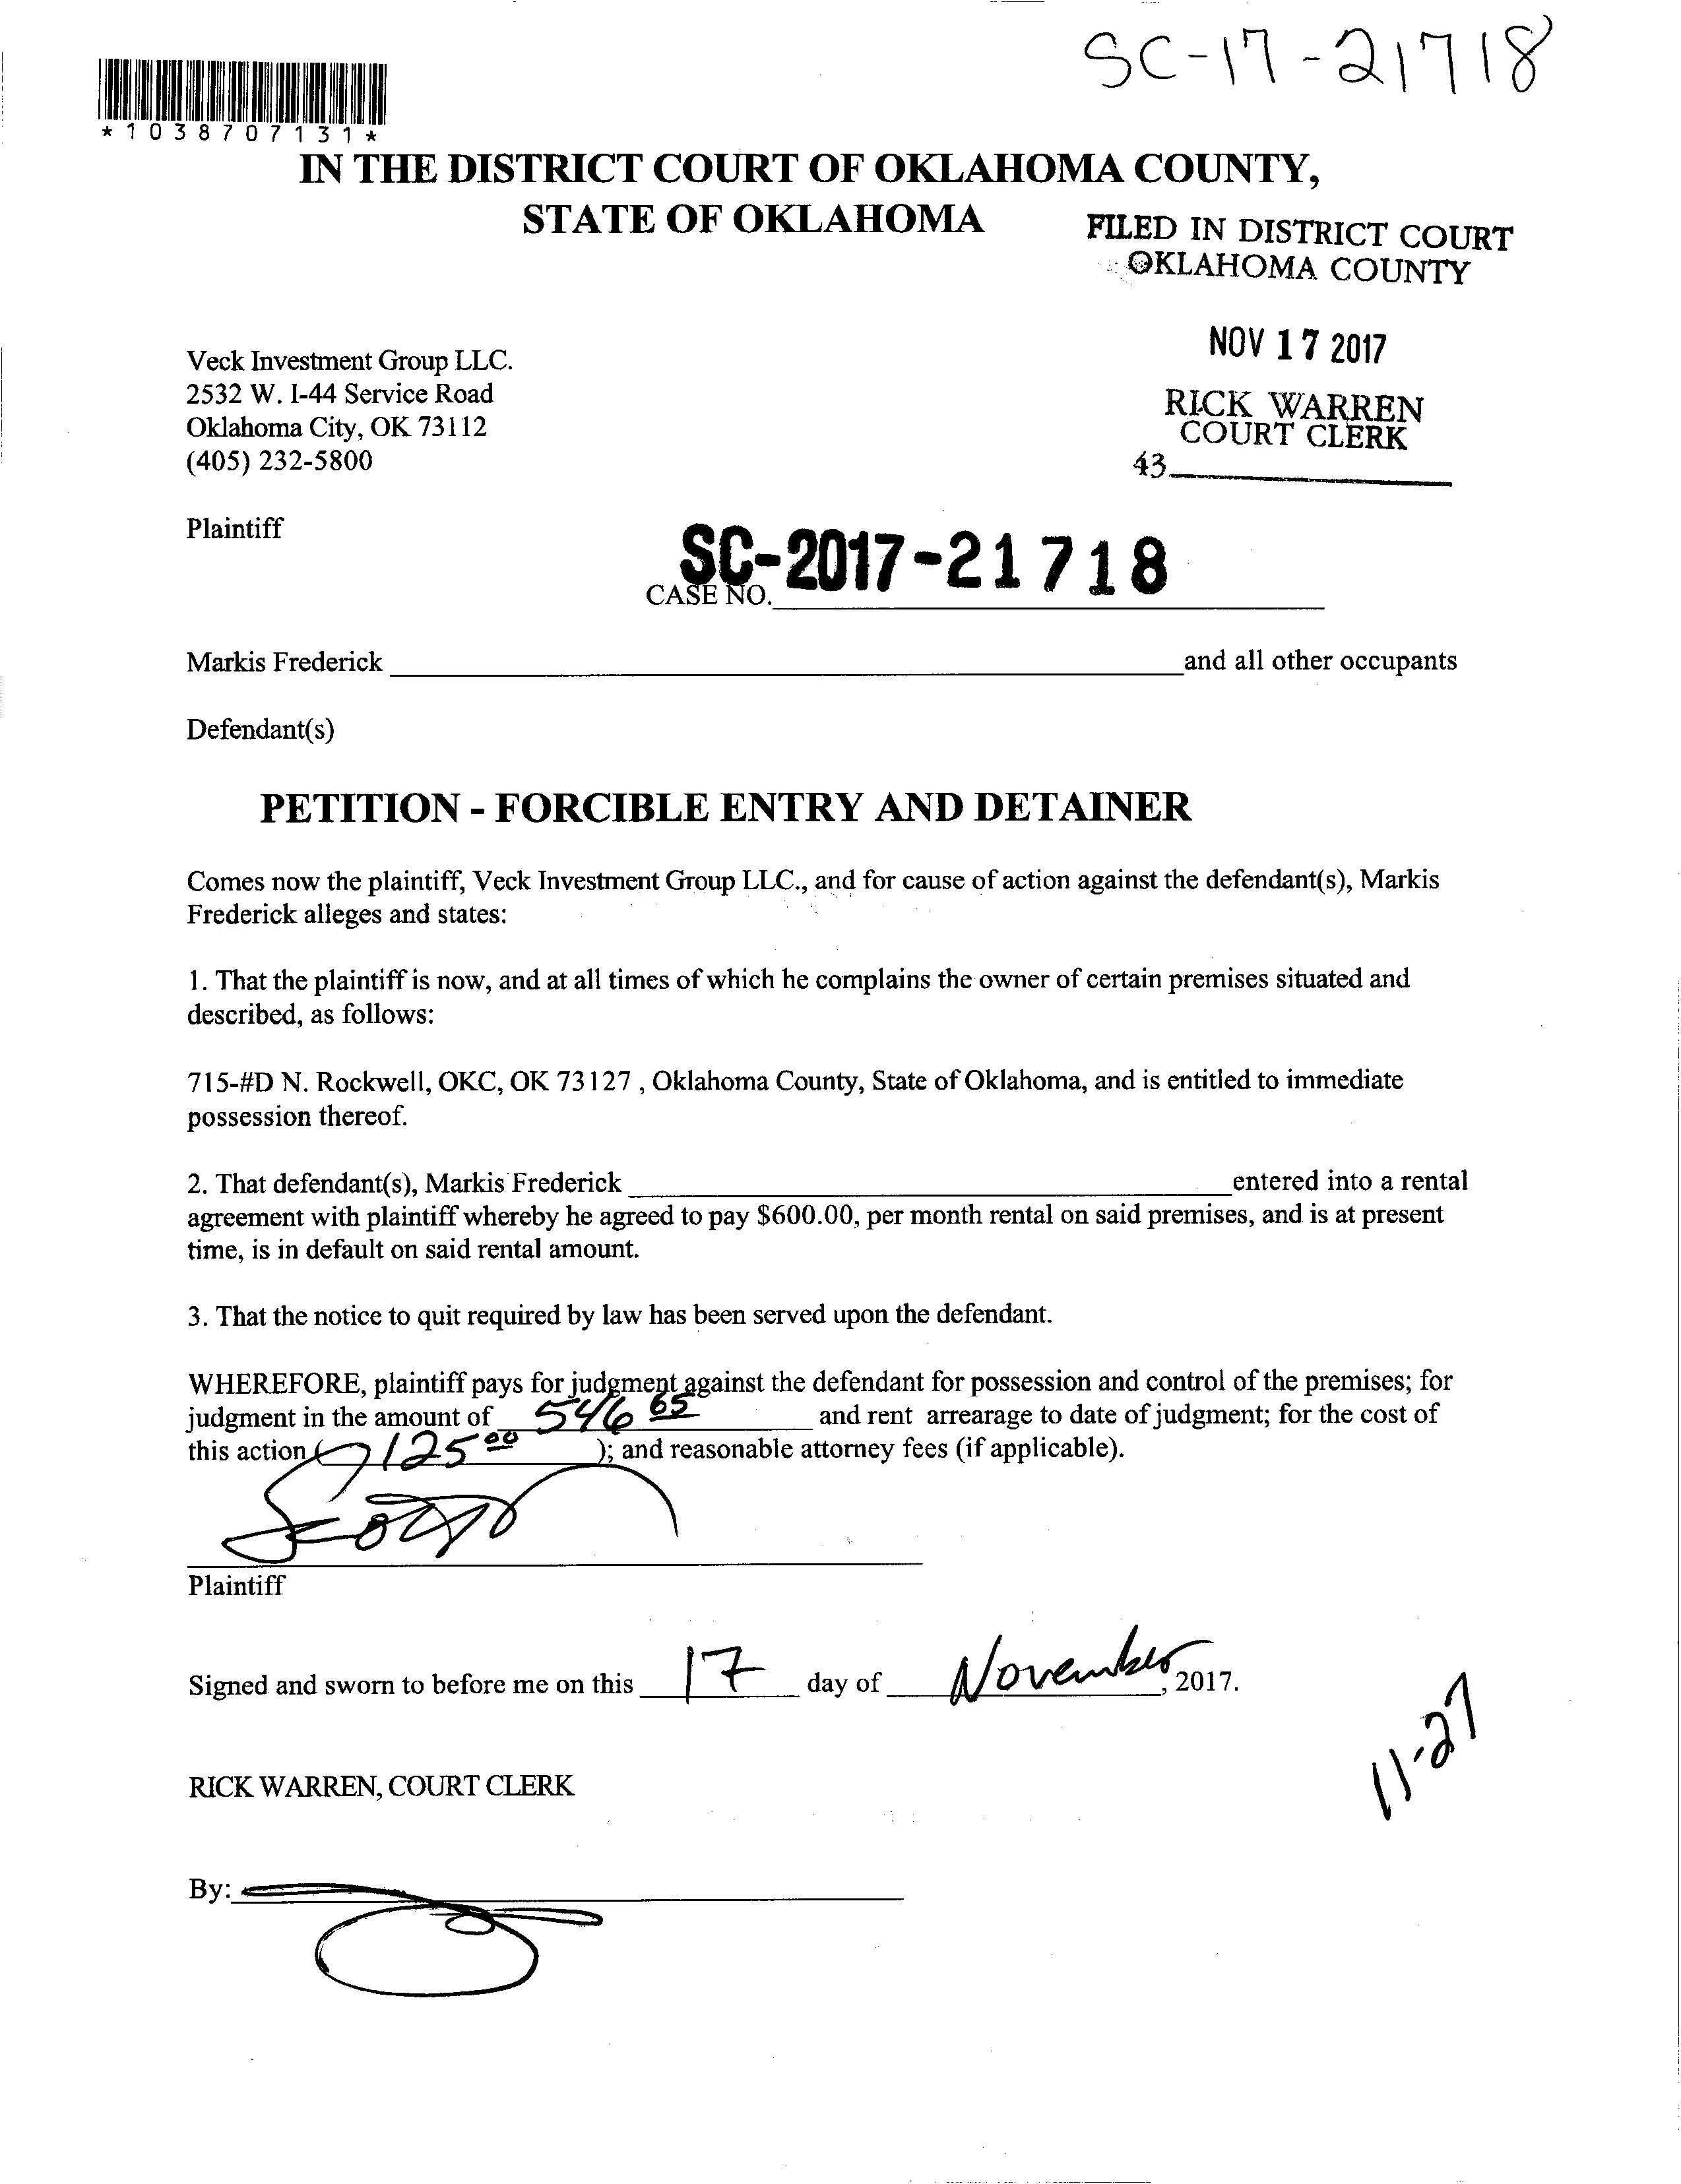 SC-17-21718
*1038707131*
IN THE DISTRICT COURT OF OKLAHOMA COUNTY,
STATE OF OKLAHOMA
FILED IN DISTRICT COURT
OKLAHOMA COUNTY
NOV 17 2017
RICK WARREN
COURT CLERK
43
Veck Investment Group LLC.
2532 W. I-44 Service Road
Oklahoma City, OK 73112
(405) 232-5800
Plaintiff
SC-2017-21718
CASE NO.
Markis Frederick and all other occupants
Defendant(s)
PETITION - FORCIBLE ENTRY AND DETAINER
Comes now the plaintiff, Veck Investment Group LLC., and for cause of action against the defendant(s), Markis
Frederick alleges and states:
1. That the plaintiff is now, and at all times of which he complains the owner of certain premises situated and
described, as follows:
715-#D N. Rockwell, OKC, OK 73127 , Oklahoma County, State of Oklahoma, and is entitled to immediate
possession thereof.
2. That defendant(s), Markis Frederick entered into a rental
agreement with plaintiff whereby he agreed to pay $600.00, per month rental on said premises, and is at present
time, is in default on said rental amount.
3. That the notice to quit required by law has been served upon the defendant.
WHEREFORE, plaintiff pays for judgment against the defendant for possession and control of the premises; for
judgment in the amount of 546 65 and rent arrearage to date of judgment; for the cost of
this action ( 125 00 ); and reasonable attorney fees (if applicable).
Plaintiff
Signed and sworn to before me on this 17 day of November, 2017.
11-27
RICK WARREN, COURT CLERK
By: